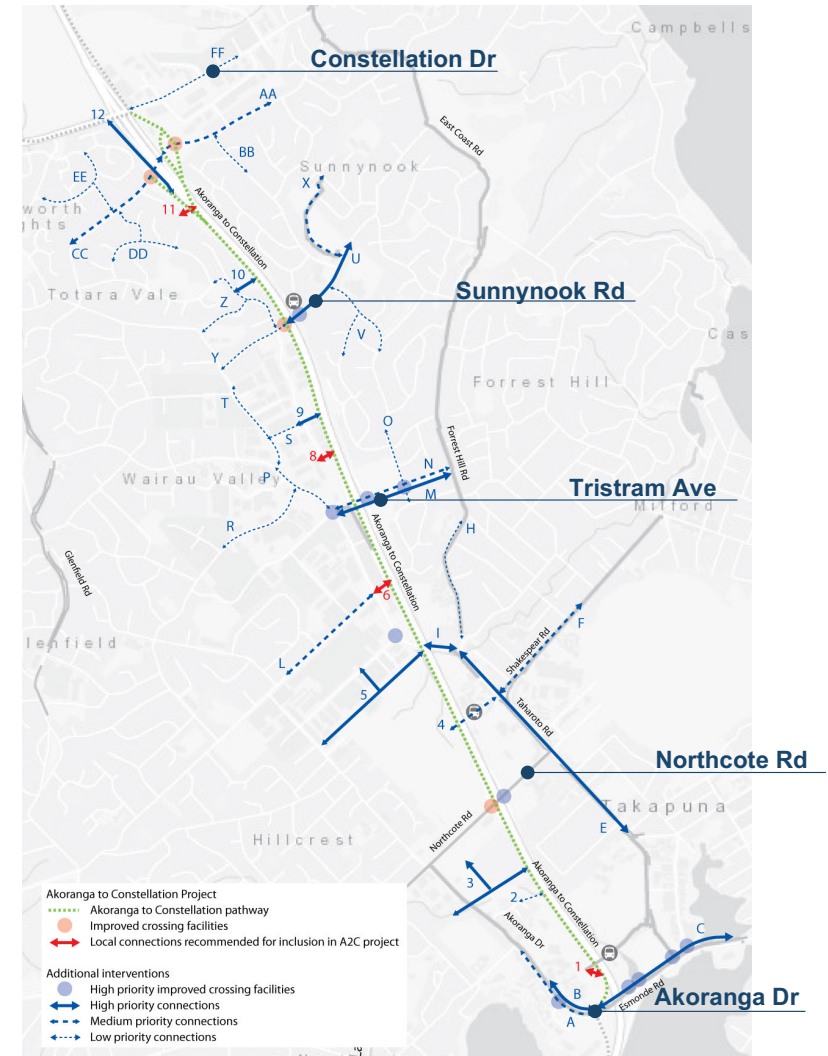 Campbells
FF
Constellation Dr
AA
12
East Coast Rd
BB
Sunnynook
EE
X
worth
ghts
11
Akoranga to Constellation
CC
DD
U
10
Totara Vale
Z
Sunnynook Rd
Cas
V
Y
Forrest Hill
T
9
O
S
8
Forrest Hill Rd
N
Wairau Valley
P
M
Tristram Ave
Milford
R
Akoranga to Constellation
H
Glenfield Rd
6
F
lenfield
I
L
Shakespear Rd
5
4
Taharoto Rd
Northcote Rd
Takapuna
E
Northcote Rd
Hillcrest
3
Akoranga to Constellation
2
Akoranga Dr
C
1
B
Esmonde Rd
Akoranga Dr
A
Akoranga to Constellation Project
Akoranga to Constellation pathway
Improved crossing facilities
Local connections recommended for inclusion in A2C project
Additional interventions
High priority improved crossing facilities
High priority connections
Medium priority connections
Low priority connections